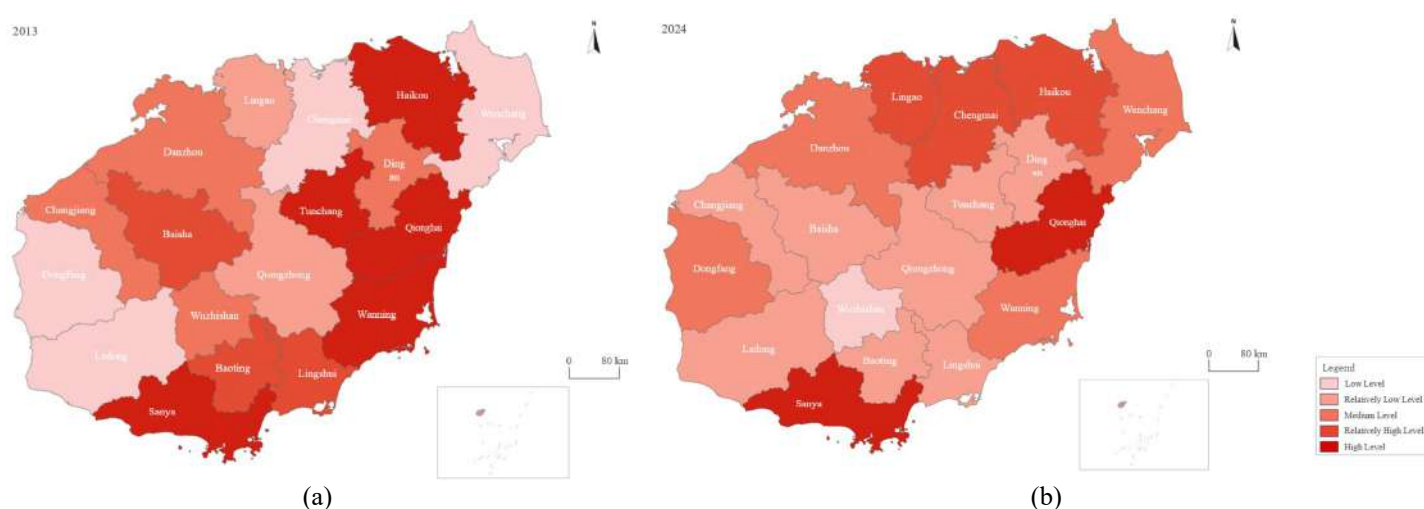 2013
N
Haikou
Lingao
Chengmai
Wenchang
Danzhou
Ding
an
Changjiang
Tunchang
Qionghai
Baisha
Dongfang
Qiongzhong
Wuzhishan
Wanning
Ledong
Baoting
Lingshui
Sanya
0 80 km
(a)
2024
N
Haikou
Lingao
Chengmai
Wenchang
Danzhou
Ding
an
Changjiang
Tunchang
Qionghai
Baisha
Dongfang
Qiongzhong
Wuzhishan
Wanning
Ledong
Baoting
Lingshui
Sanya
0 80 km
(b)
Legend
Low Level
Relatively Low Level
Medium Level
Relatively High Level
High Level